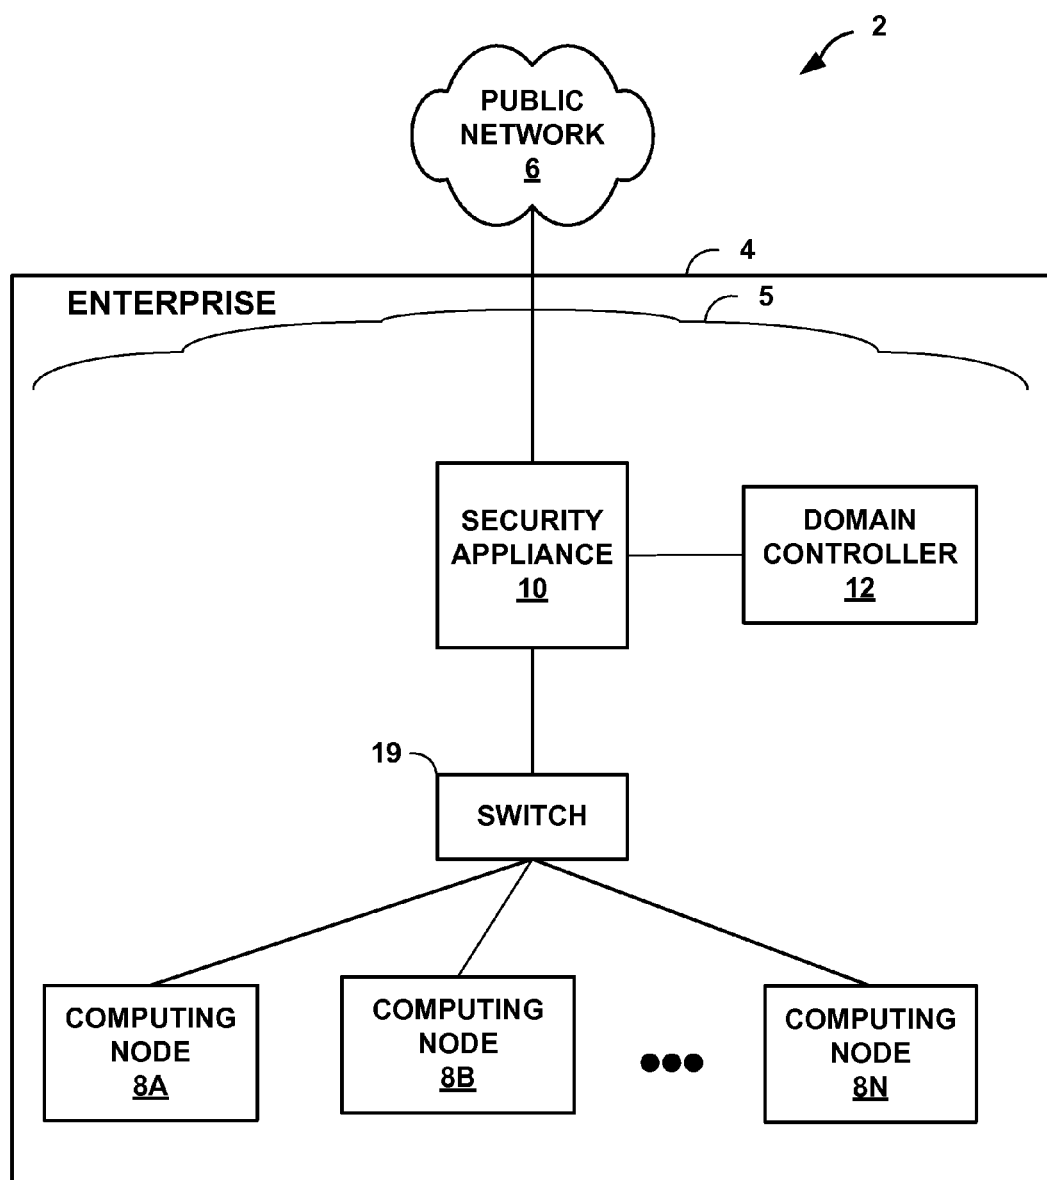 2
PUBLIC
NETWORK
6
4
ENTERPRISE
5
SECURITY
APPLIANCE
10
DOMAIN
CONTROLLER
12
19
SWITCH
COMPUTING
NODE
8A
COMPUTING
NODE
8B
COMPUTING
NODE
8N